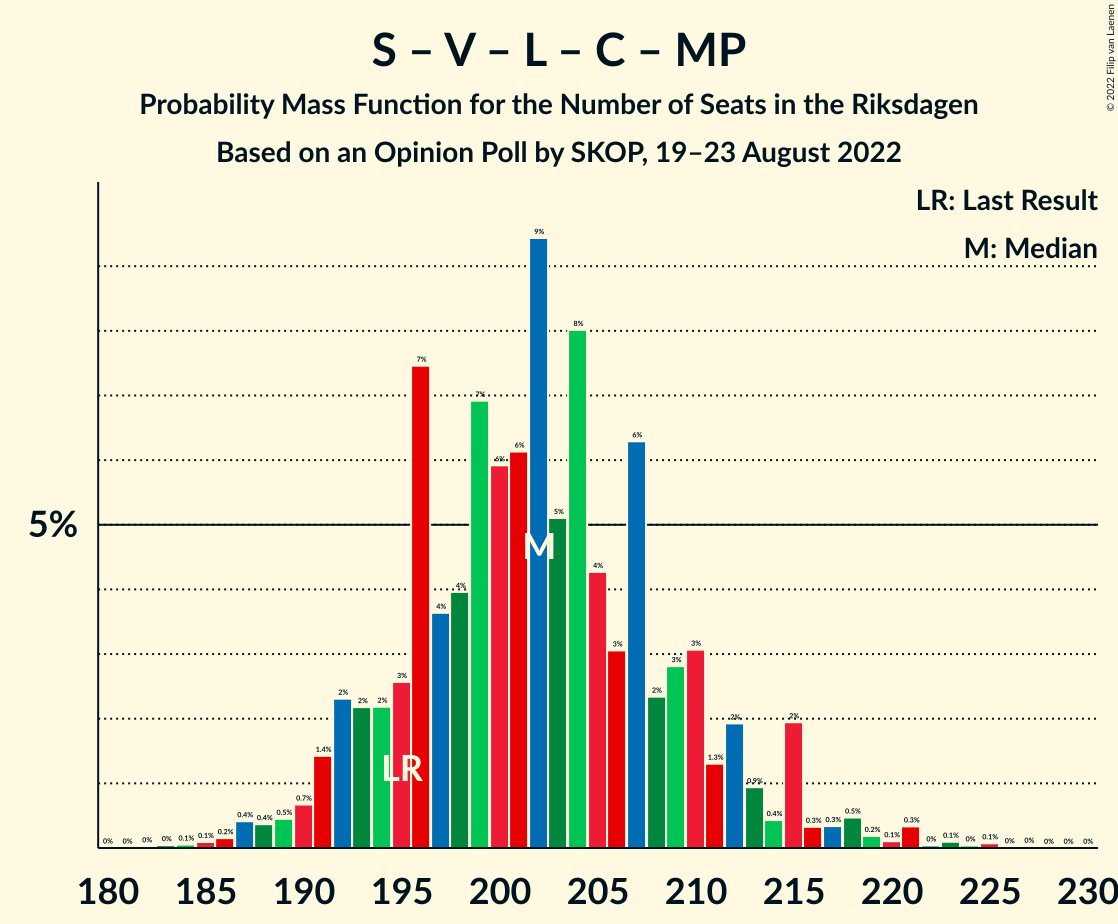 S – V – L – C – MP
Probability Mass Function for the Number of Seats in the Riksdagen
Based on an Opinion Poll by SKOP, 19–23 August 2022
© 2022 Filip van Laenen
LR: Last Result
M: Median
5%
0% 0% 0% 0% 0.1% 0.1% 0.2% 0.4% 0.4% 0.5% 0.7% 1.4% 2% 2% 2% 3% 7% 4% 4% 7% 6% 6% 9% 5% 8% 4% 3% 6% 2% 3% 3% 1.3% 2% 0.9% 0.4% 2% 0.3% 0.3% 0.5% 0.2% 0.1% 0.3% 0% 0.1% 0% 0.1% 0% 0% 0% 0% 0%
M
LR
180 185 190 195 200 205 210 215 220 225 230